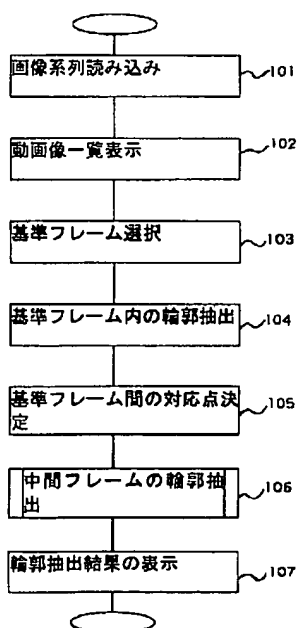 画像系列読み込み
101
動画像一覧表示
102
基準フレーム選択
103
基準フレーム内の輪郭抽出
104
基準フレーム間の対応点決
定
105
中間フレームの輪郭抽
出
106
輪郭抽出結果の表示
107